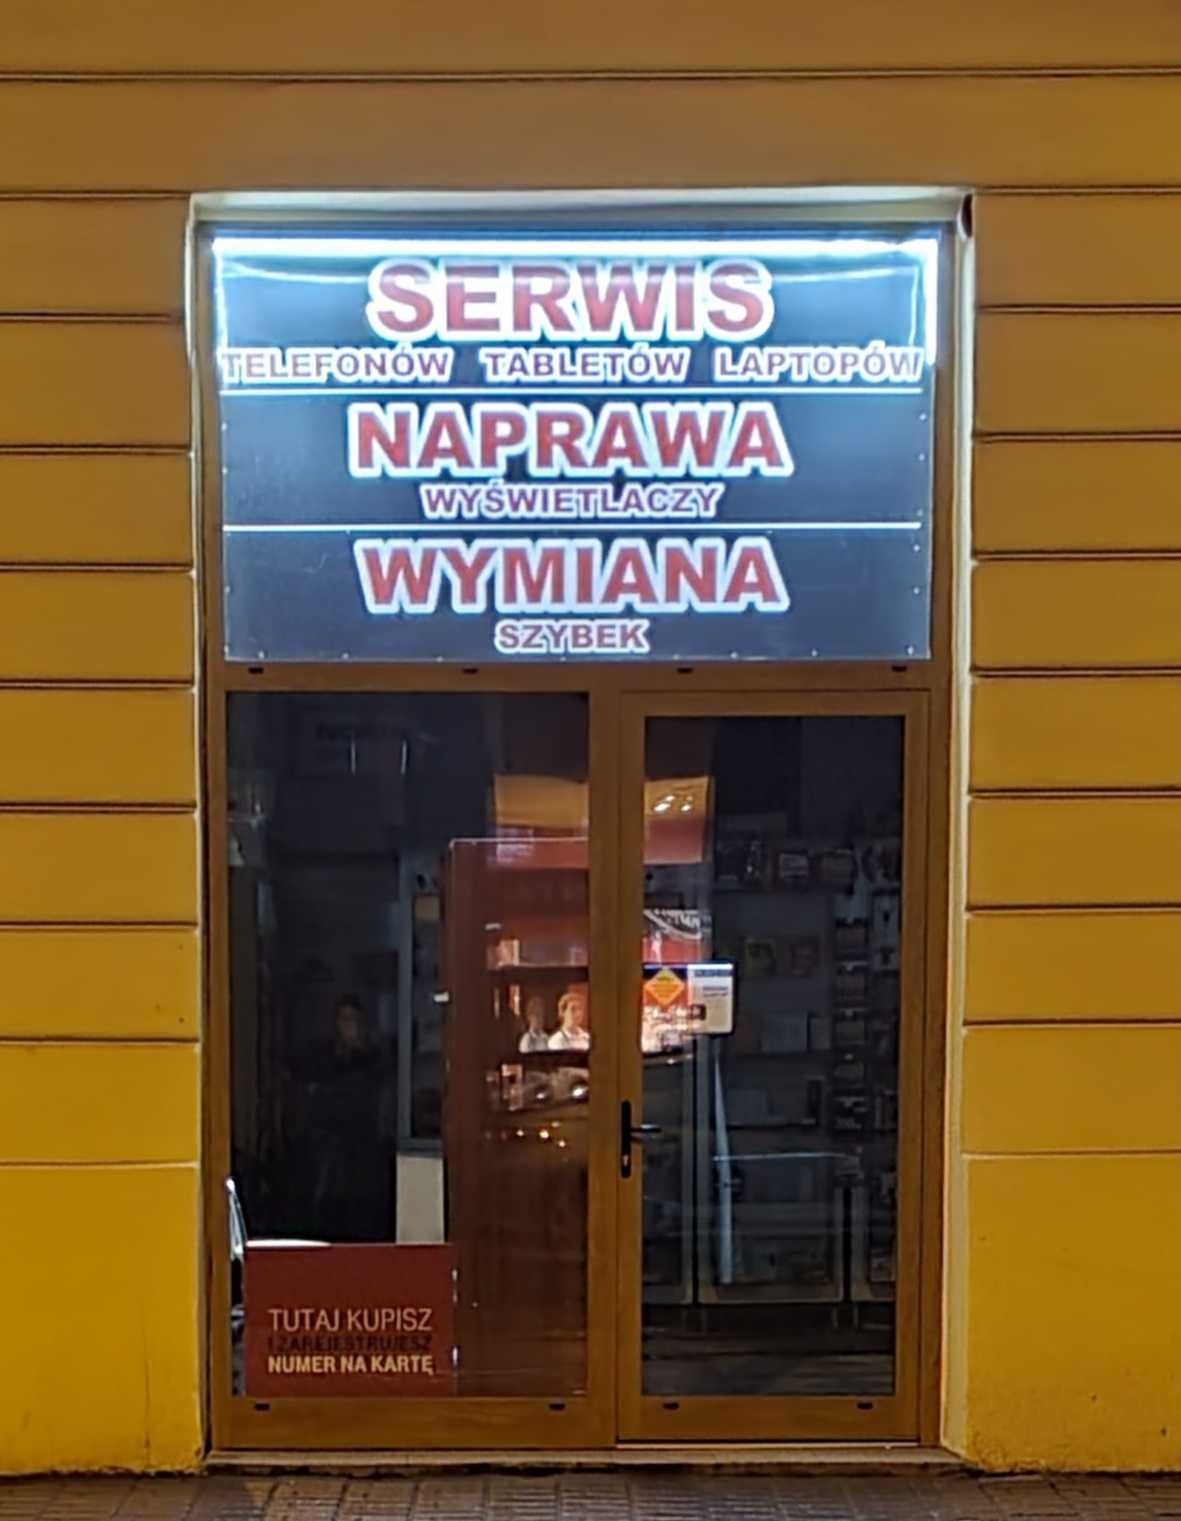 SERWIS
TELEFONÓW TABLETÓW LAPTOPÓW
NAPRAWA
WYŚWIETLACZY
WYMIANA
SZYBEK
TUTAJ KUPISZ
I ZAREJESTRUJESZ
NUMER NA KARTĘ